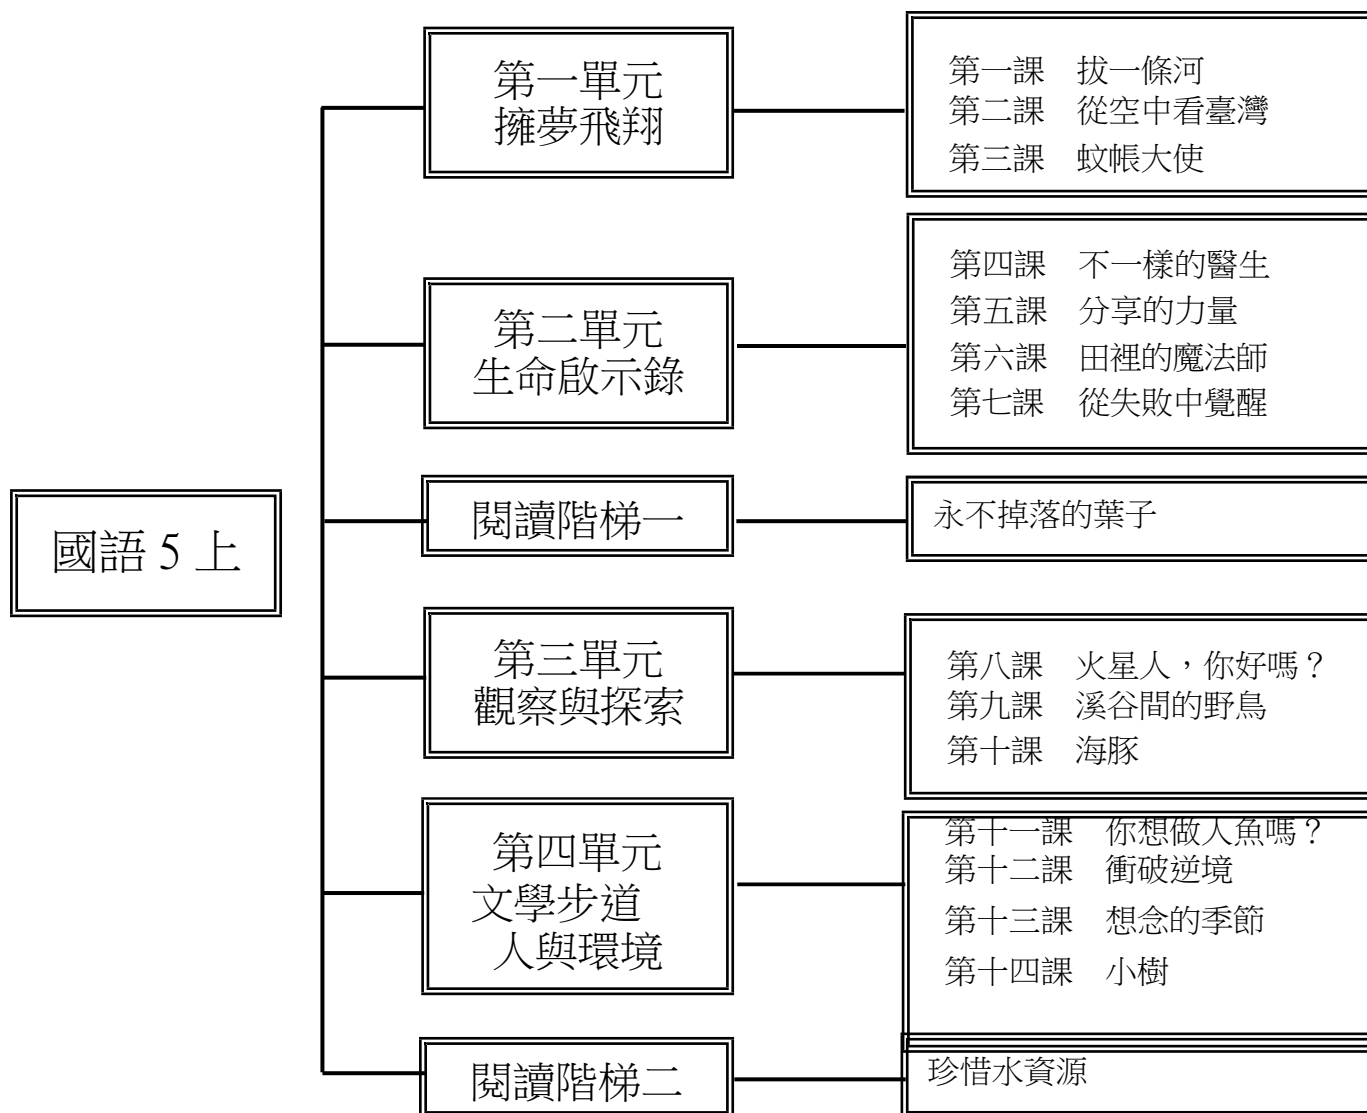 國語 5 上
第一單元
擁夢飛翔
第一課　拔一條河
第二課　從空中看臺灣
第三課　蚊帳大使
第二單元
生命啟示錄
第四課　不一樣的醫生
第五課　分享的力量
第六課　田裡的魔法師
第七課　從失敗中覺醒
閱讀階梯一
永不掉落的葉子
第三單元
觀察與探索
第八課　火星人，你好嗎？
第九課　溪谷間的野鳥
第十課　海豚
第四單元
文學步道
人與環境
第十一課　你想做人魚嗎？
第十二課　衝破逆境
第十三課　想念的季節
第十四課　小樹
閱讀階梯二
珍惜水資源